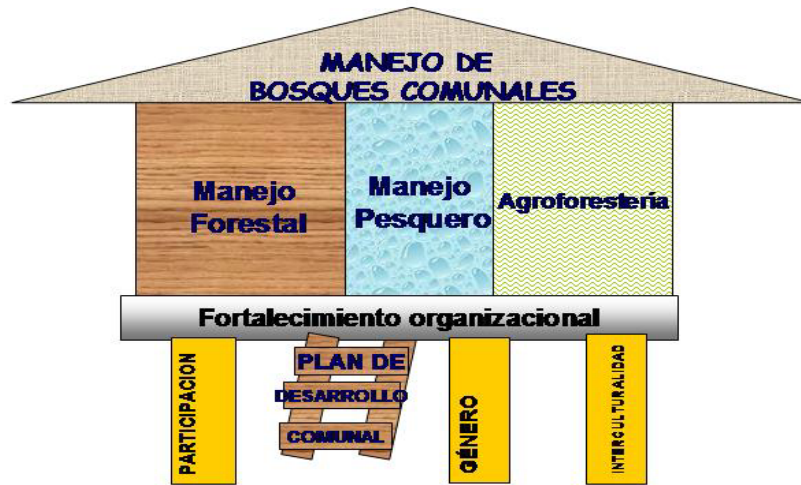 MANEJO DE
BOSQUES COMUNALES
Manejo
Forestal
Manejo
Pesquero
Agroforestería
Fortalecimiento organizacional
PARTICIPACION
PLAN DE
DESARROLLO
COMUNAL
GÉNERO
INTERCULTURALIDAD